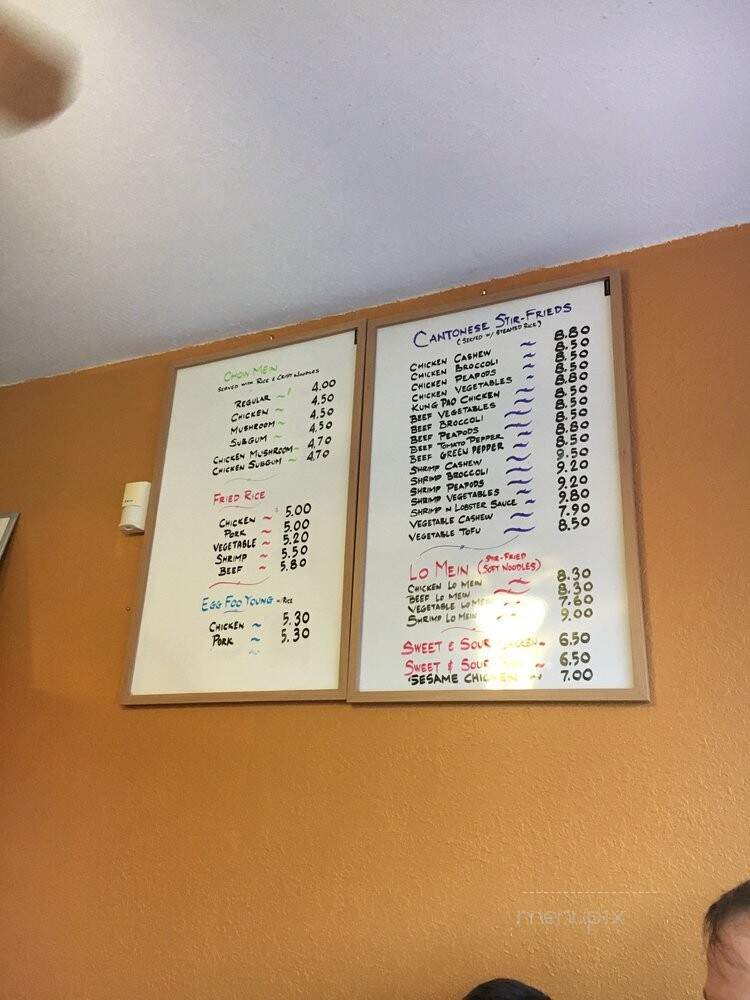 CHOW MEIN
SERVED WITH RICE & CRISPY NOODLES
REGULAR ~ 4.00
CHICKEN ~ 4.50
MUSHROOM ~ 4.50
SUBGUM ~ 4.50
CHICKEN MUSHROOM ~ 4.70
CHICKEN SUBGUM ~ 4.70
FRIED RICE
CHICKEN ~ $5.00
PORK ~ 5.00
VEGETABLE ~ 5.20
SHRIMP ~ 5.50
BEEF ~ 5.80
EGG FOO YOUNG W/ RICE
CHICKEN ~ 5.30
PORK ~ 5.30
CANTONESE STIR-FRIEDS
(SERVED W/ STEAMED RICE)
CHICKEN CASHEW ~ 8.80
CHICKEN BROCCOLI ~ 8.50
CHICKEN PEAPODS ~ 8.50
CHICKEN VEGETABLES ~ 8.50
KUNG PAO CHICKEN ~ 8.80
BEEF VEGETABLES ~ 8.50
BEEF BROCCOLI ~ 8.50
BEEF PEAPODS ~ 8.50
BEEF TOMATO PEPPER ~ 8.80
BEEF GREEN PEPPER ~ 8.50
SHRIMP CASHEW ~ 9.50
SHRIMP BROCCOLI ~ 9.20
SHRIMP PEAPODS ~
SHRIMP VEGETABLES ~ 9.20
SHRIMP N LOBSTER SAUCE ~ 9.80
VEGETABLE CASHEW ~ 7.90
VEGETABLE TOFU ~ 8.50
LO MEIN (STIR-FRIED SOFT NOODLES)
CHICKEN LO MEIN ~ 8.30
BEEF LO MEIN ~ 8.30
VEGETABLE LO MEIN ~ 7.60
SHRIMP LO MEIN ~ 9.00
SWEET & SOUR CHICKEN ~ 6.50
SWEET & SOUR ~ 6.50
SESAME CHICKEN ~ 7.00
menupix